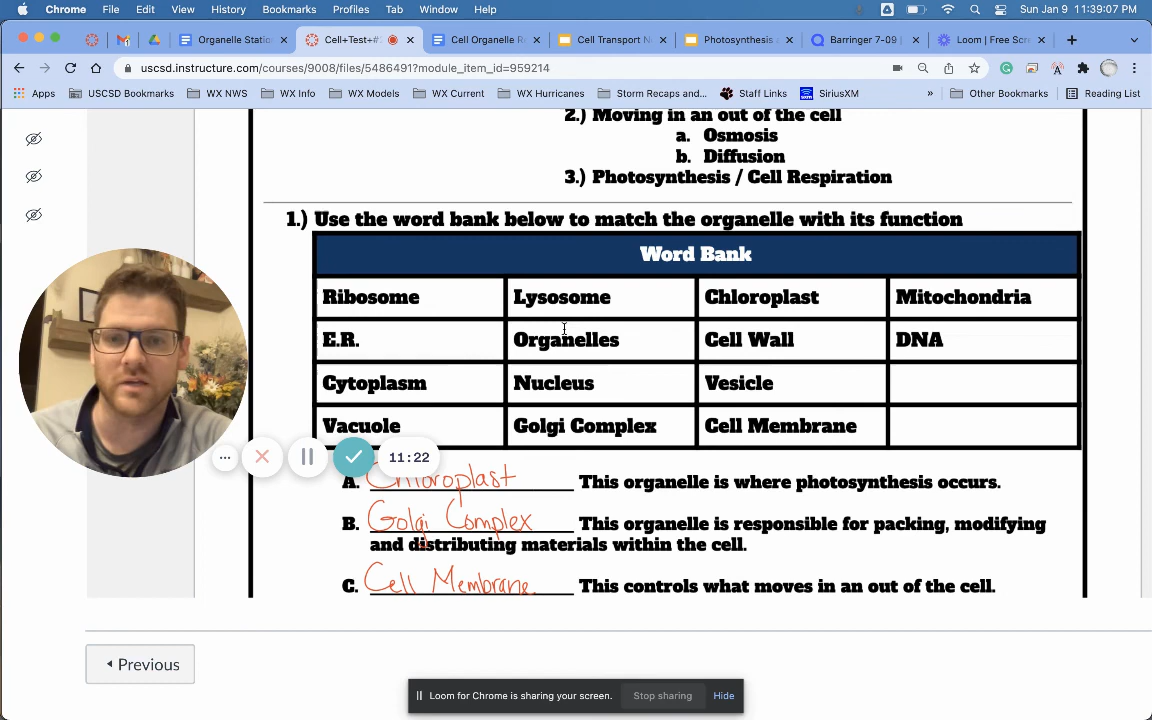 Chrome File Edit View History Bookmarks Profiles Tab Window Help Sun Jan 9 11:39:07 AM
Organelle Statio Cell+Test+# Cell Organelle R Cell Transport N Photosynthesis Barringer 7-09 Loom | Free Scr
uscsd.instructure.com/courses/9008/files/5486491?module_item_id=959214
Apps USCSD Bookmarks WX NWS WX Info WX Models WX Current WX Hurricanes Storm Recaps and... Staff Links SiriusXM » Other Bookmarks Reading List
2.) Moving in an out of the cell
a. Osmosis
b. Diffusion
3.) Photosynthesis / Cell Respiration
1.) Use the word bank below to match the organelle with its function
Word Bank
Ribosome Lysosome Chloroplast Mitochondria
E.R. Organelles Cell Wall DNA
Cytoplasm Nucleus Vesicle
Vacuole Golgi Complex Cell Membrane
11:22
A. Chloroplast This organelle is where photosynthesis occurs.
B. Golgi Complex This organelle is responsible for packing, modifying
and distributing materials within the cell.
C. Cell Membrane. This controls what moves in an out of the cell.
Previous
Loom for Chrome is sharing your screen. Stop sharing Hide